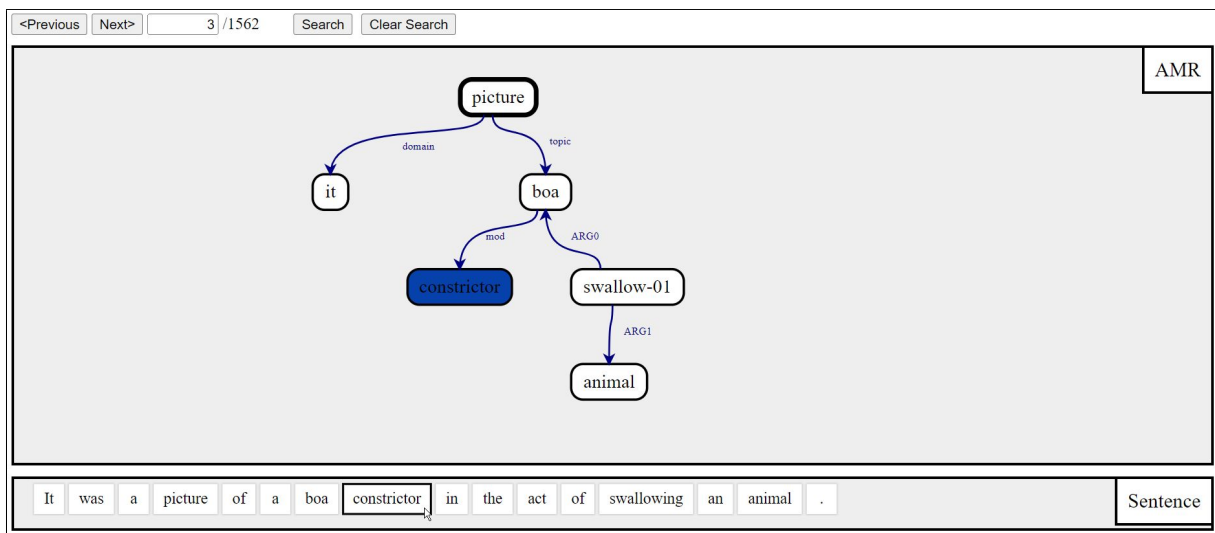 <Previous Next> 3 /1562 Search Clear Search
AMR
picture
domain topic
it boa
mod ARG0
constrictor swallow-01
ARG1
animal
It was a picture of a boa constrictor in the act of swallowing an animal .
Sentence